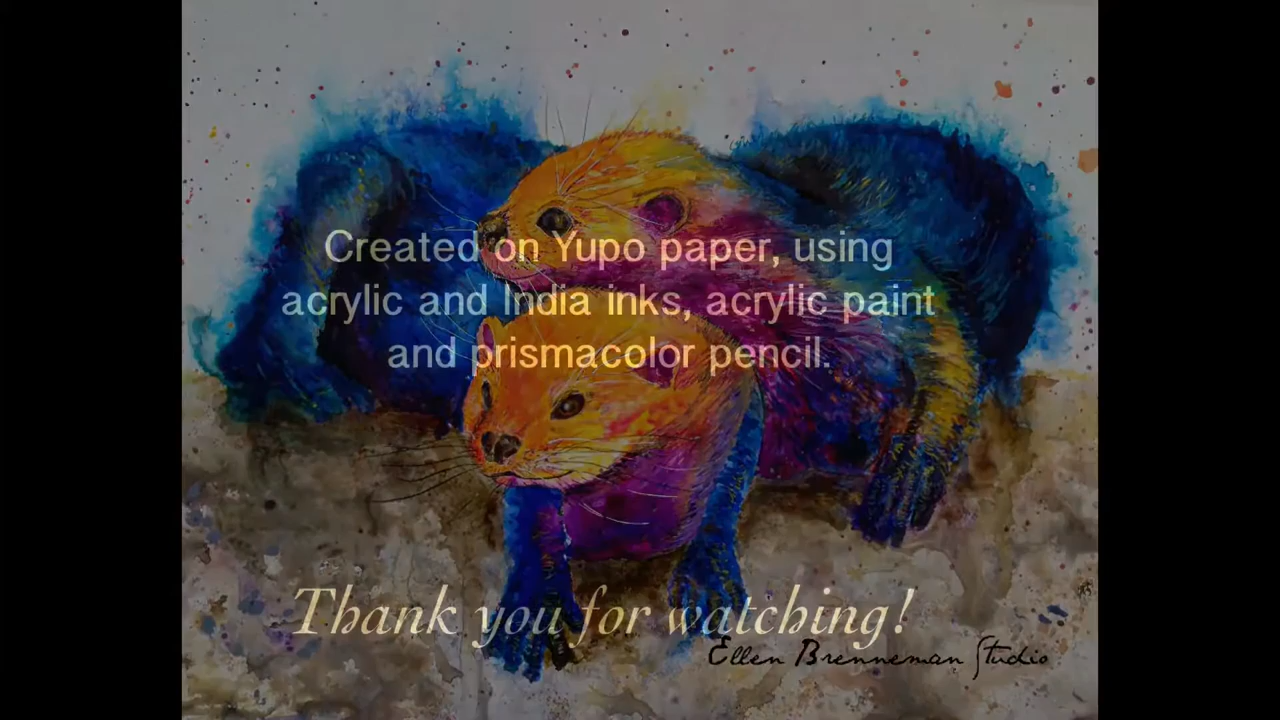 Created on Yupo paper, using
acrylic and India inks, acrylic paint
and prismacolor pencil.
Thank you for watching!
Ellen Brenneman Studio